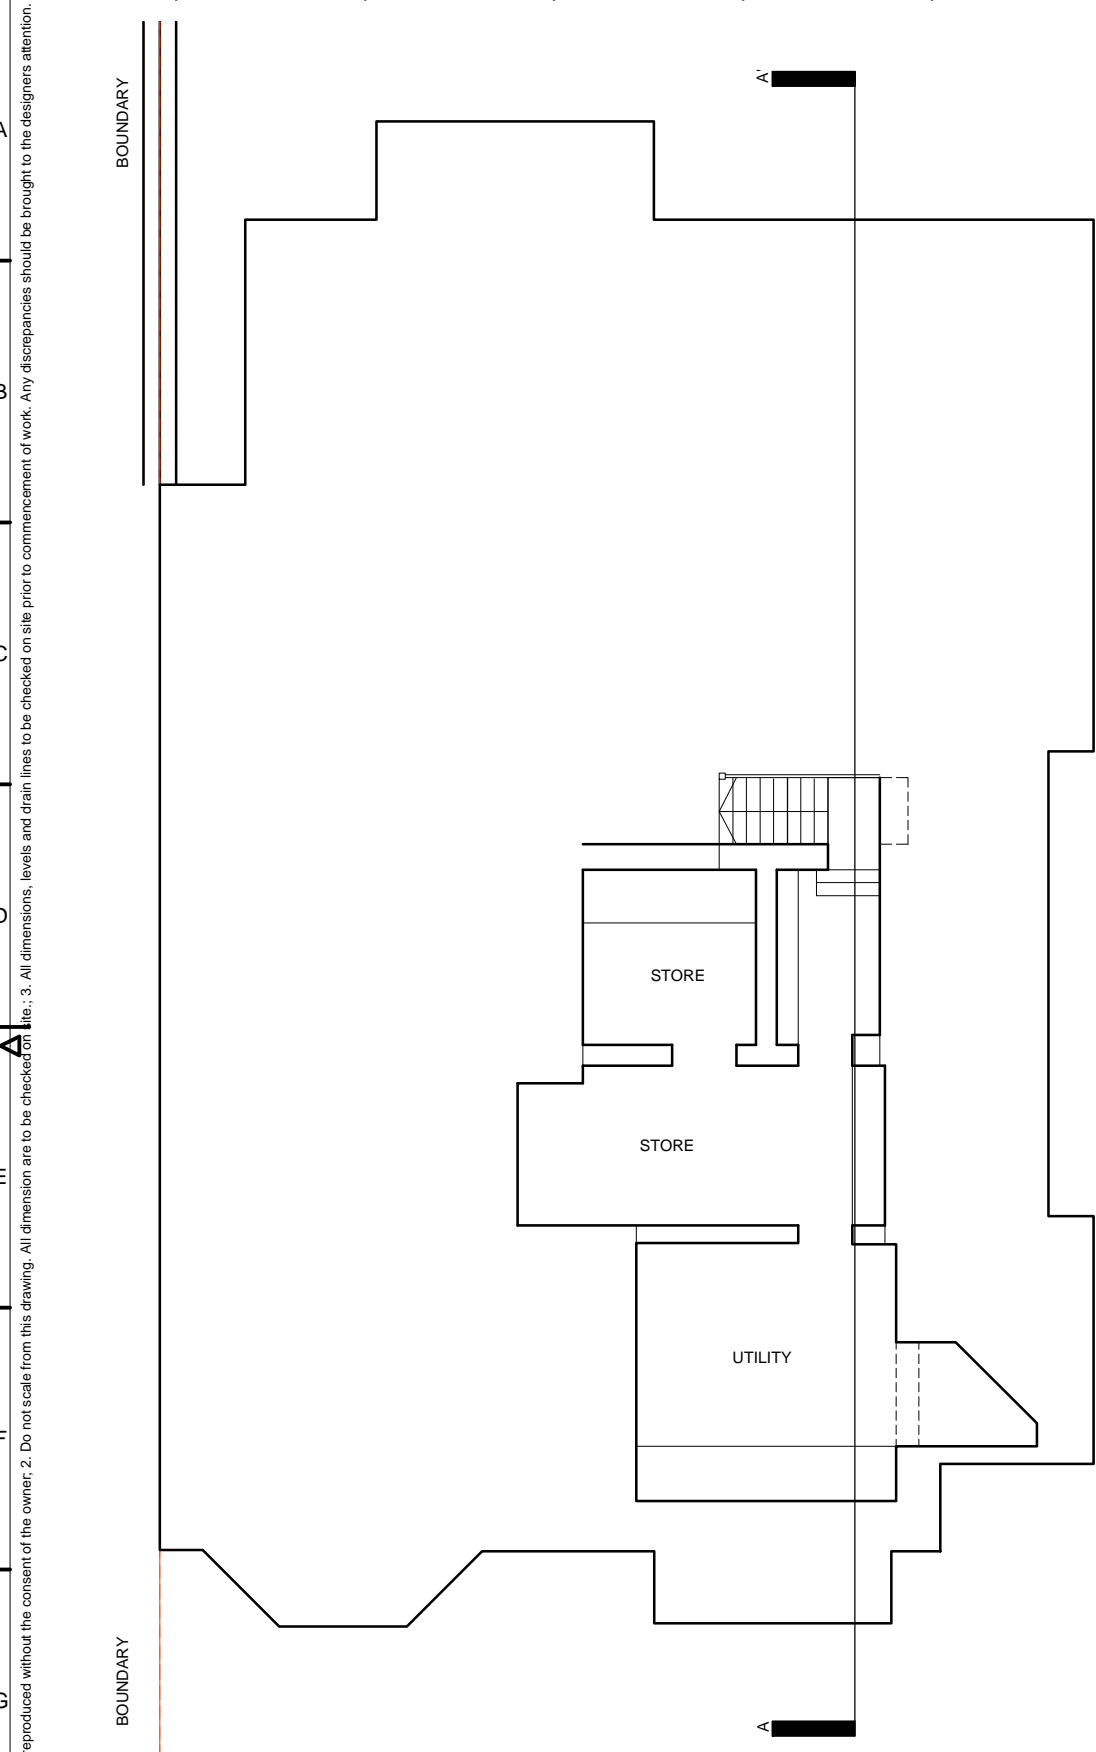 A'
BOUNDARY
A
B
C
STORE
D
STORE
E
UTILITY
F
BOUNDARY
A
G
reproduced without the consent of the owner; 2. Do not scale from this drawing. All dimension are to be checked on site.; 3. All dimensions, levels and drain lines to be checked on site prior to commencement of work. Any discrepancies should be brought to the designers attention.